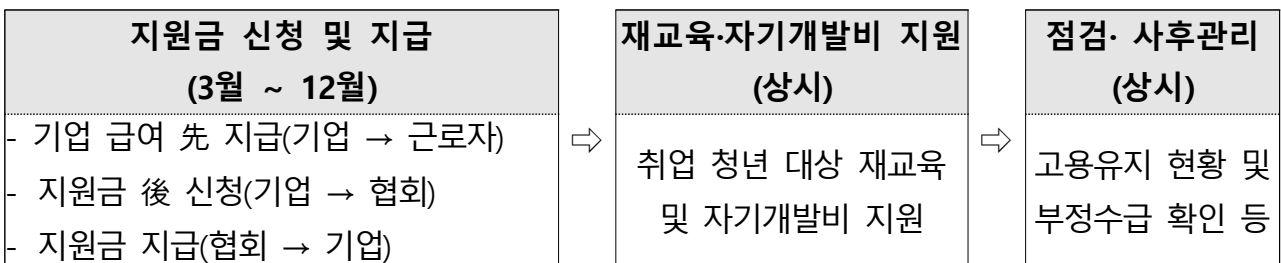 지원금 신청 및 지급
(3월 ~ 12월)
- 기업 급여 先 지급(기업 → 근로자)
- 지원금 後 신청(기업 → 협회)
- 지원금 지급(협회 → 기업)
⇨
재교육·자기개발비 지원
(상시)
취업 청년 대상 재교육
및 자기개발비 지원
⇨
점검· 사후관리
(상시)
고용유지 현황 및
부정수급 확인 등